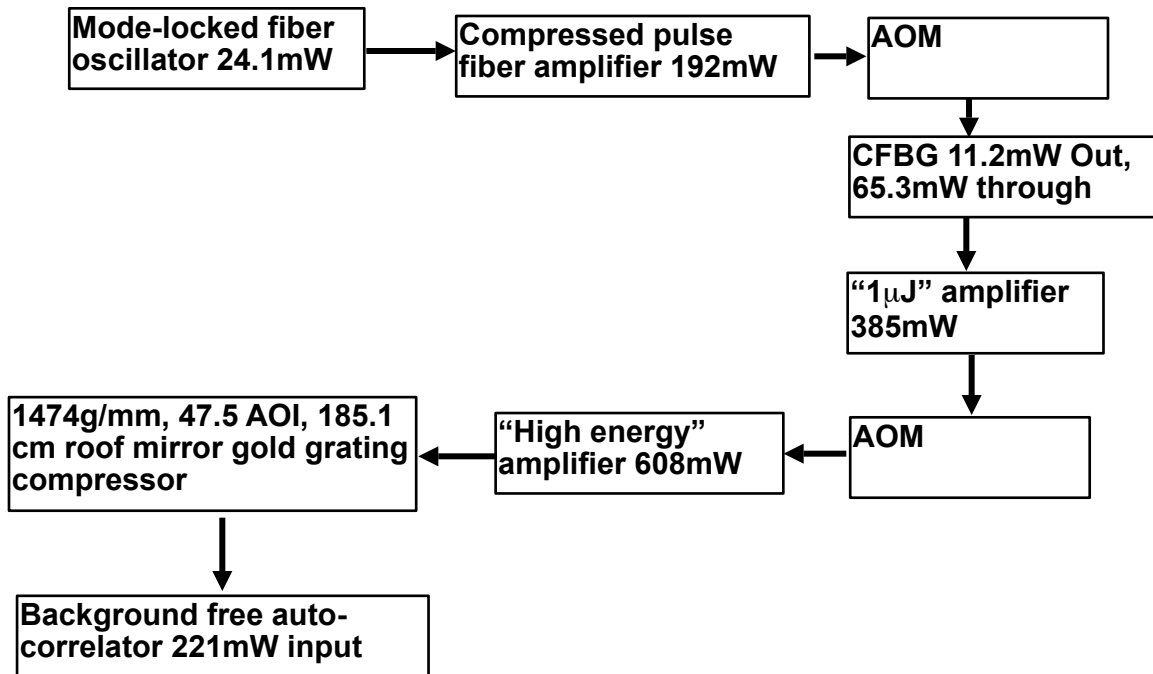 Mode-locked fiber
oscillator 24.1mW
Compressed pulse
fiber amplifier 192mW
AOM
CFBG 11.2mW Out,
65.3mW through
“1μJ” amplifier
385mW
AOM
“High energy”
amplifier 608mW
1474g/mm, 47.5 AOI, 185.1
cm roof mirror gold grating
compressor
Background free auto-
correlator 221mW input